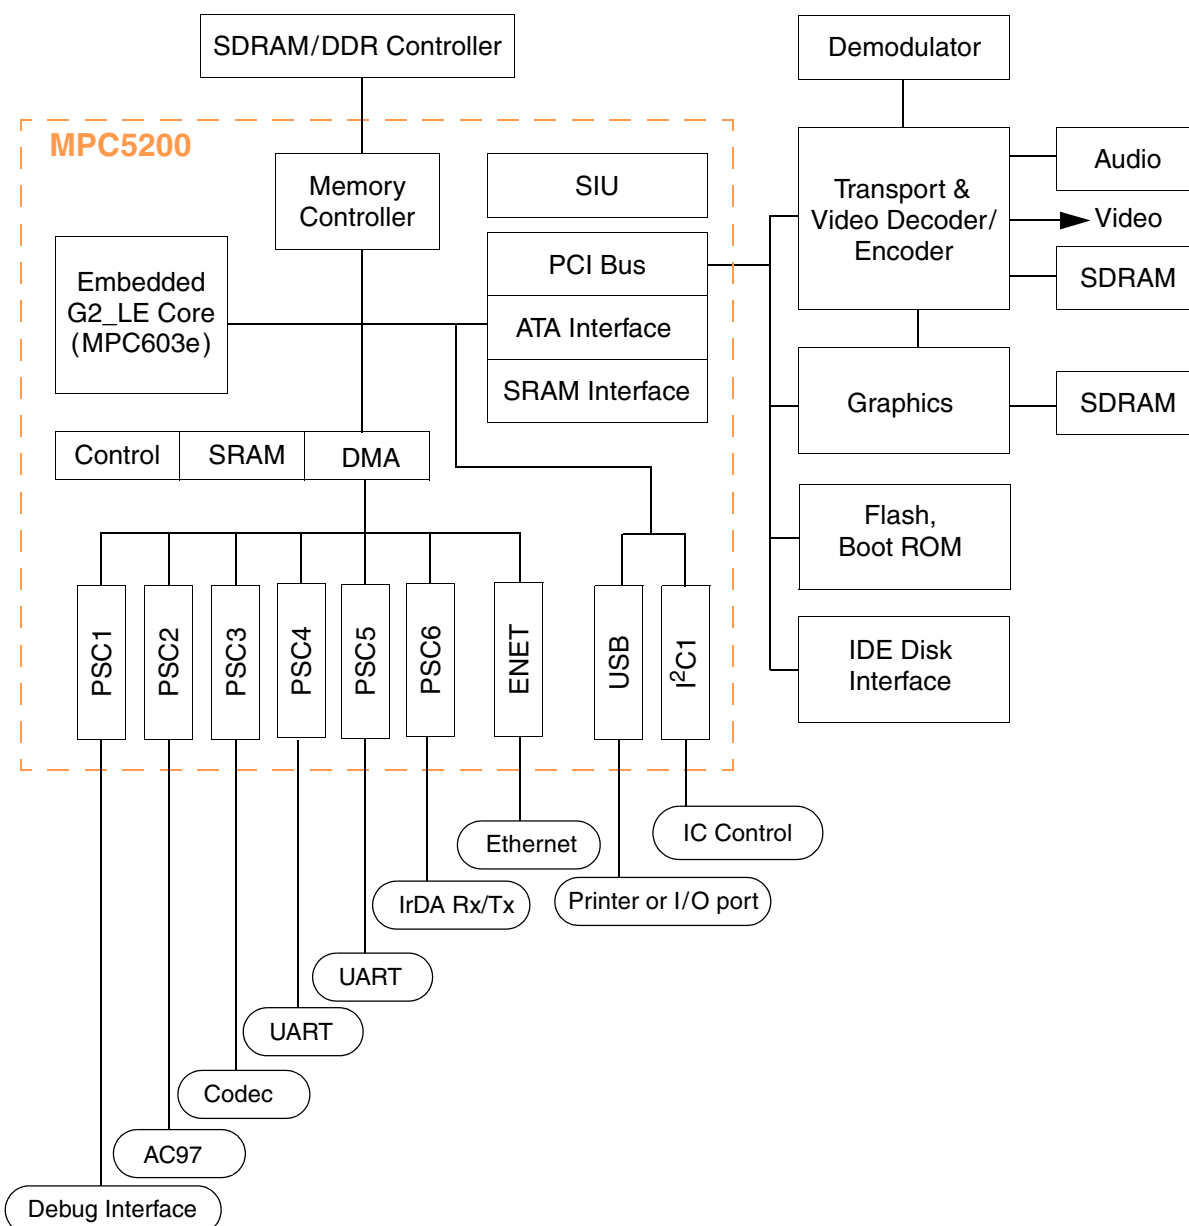 SDRAM/DDR Controller
Demodulator
MPC5200
Memory
Controller
SIU
Transport &
Video Decoder/
Encoder
Audio
Video
SDRAM
Embedded
G2_LE Core
(MPC603e)
PCI Bus
ATA Interface
SRAM Interface
Graphics
SDRAM
Control
SRAM
DMA
Flash,
Boot ROM
PSC1
PSC2
PSC3
PSC4
PSC5
PSC6
ENET
USB
I²C1
IDE Disk
Interface
Ethernet
IC Control
IrDA Rx/Tx
Printer or I/O port
UART
UART
Codec
AC97
Debug Interface